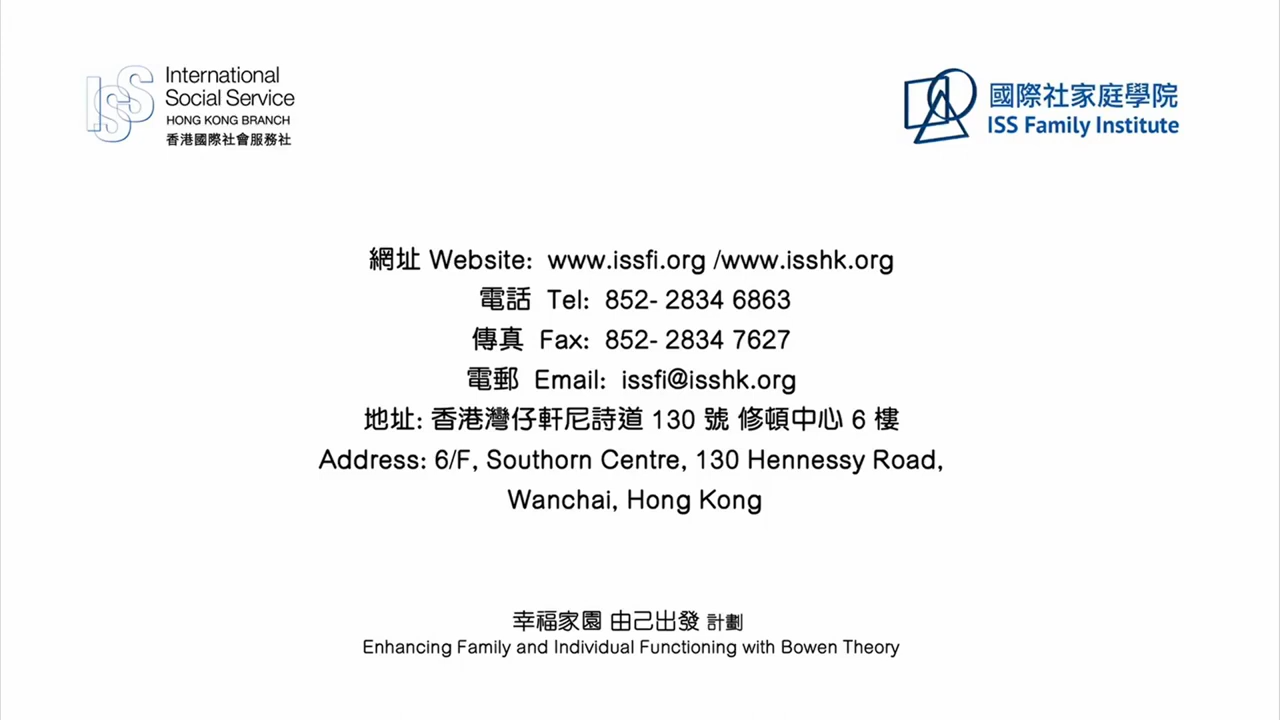 ISS
International
Social Service
HONG KONG BRANCH
香港國際社會服務社
國際社家庭學院
ISS Family Institute
網址 Website: www.issfi.org /www.isshk.org
電話 Tel: 852- 2834 6863
傳真 Fax: 852- 2834 7627
電郵 Email: issfi@isshk.org
地址: 香港灣仔軒尼詩道 130 號 修頓中心 6 樓
Address: 6/F, Southorn Centre, 130 Hennessy Road,
Wanchai, Hong Kong
幸福家園 由己出發 計劃
Enhancing Family and Individual Functioning with Bowen Theory